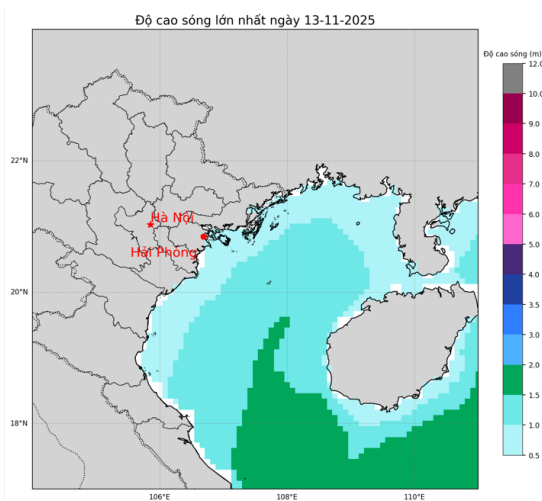 Độ cao sóng lớn nhất ngày 13-11-2025
Độ cao sóng (m)
12.0
10.0
9.0
8.0
7.0
6.0
5.0
4.0
3.5
3.0
2.5
2.0
1.5
1.0
0.5
22°N
20°N
18°N
Hà Nội
Hải Phòng
106°E
108°E
110°E